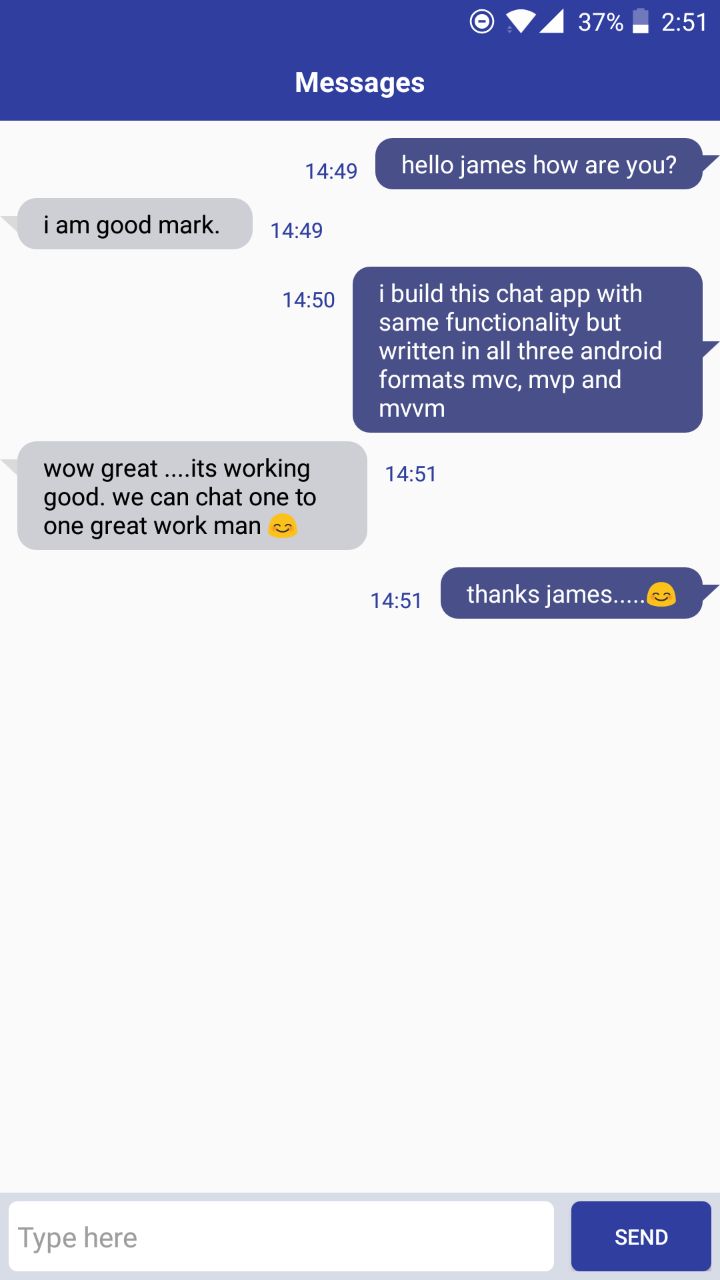 37% 2:51
Messages
14:49 hello james how are you?
i am good mark. 14:49
14:50 i build this chat app with
same functionality but
written in all three android
formats mvc, mvp and
mvvm
wow great ....its working 14:51
good. we can chat one to
one great work man 😊
14:51 thanks james.....😊
Type here SEND